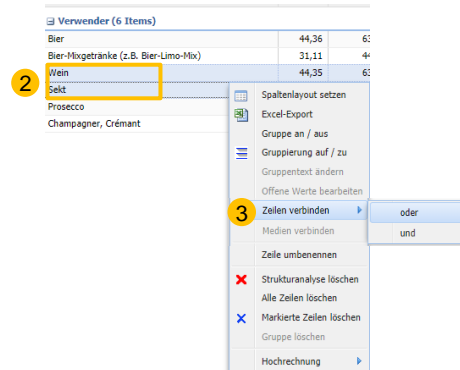 Verwender (6 Items)
Bier 44,36 63
Bier-Mixgetränke (z.B. Bier-Limo-Mix) 31,11 44
2
Wein 44,35 63
Sekt
Prosecco
Champagner, Crémant
Spaltenlayout setzen
Excel-Export
Gruppe an / aus
Gruppierung auf / zu
Gruppentext ändern
Offene Werte bearbeiten
3 Zeilen verbinden
oder
Medien verbinden
und
Zeile umbenennen
Strukturanalyse löschen
Alle Zeilen löschen
Markierte Zeilen löschen
Gruppe löschen
Hochrechnung